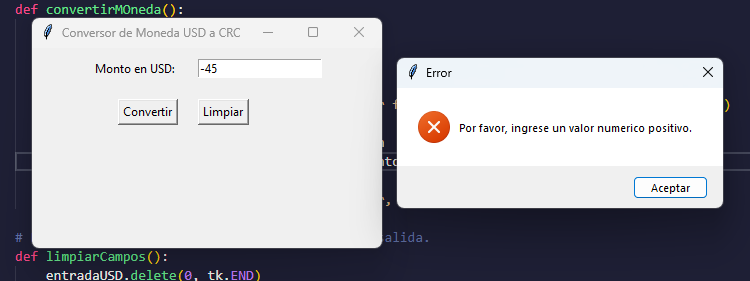 def convertirMOneda():
Conversor de Moneda USD a CRC
Monto en USD: -45
Convertir Limpiar
Error
Por favor, ingrese un valor numerico positivo.
Aceptar
# alida.
def limpiarCampos():
entradaUSD.delete(0, tk.END)